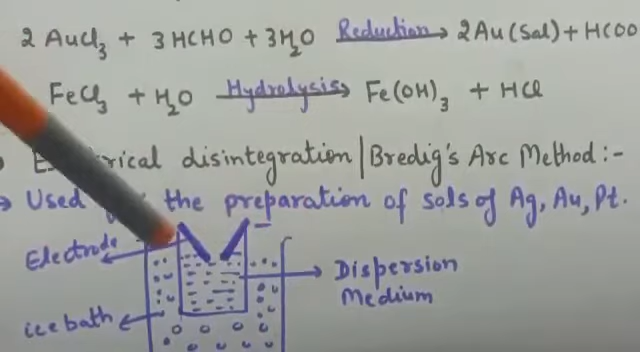 2 AuCl₃ + 3 HCHO + 3H₂O Reduction → 2Au (Sol) + HCOO
FeCl₃ + H₂O Hydrolysis → Fe(OH)₃ + HCl
disintegration | Bredig's Arc Method :-
→ Used the preparation of sols of Ag, Au, Pt.
Electrode
Dispersion
Medium
ice bath